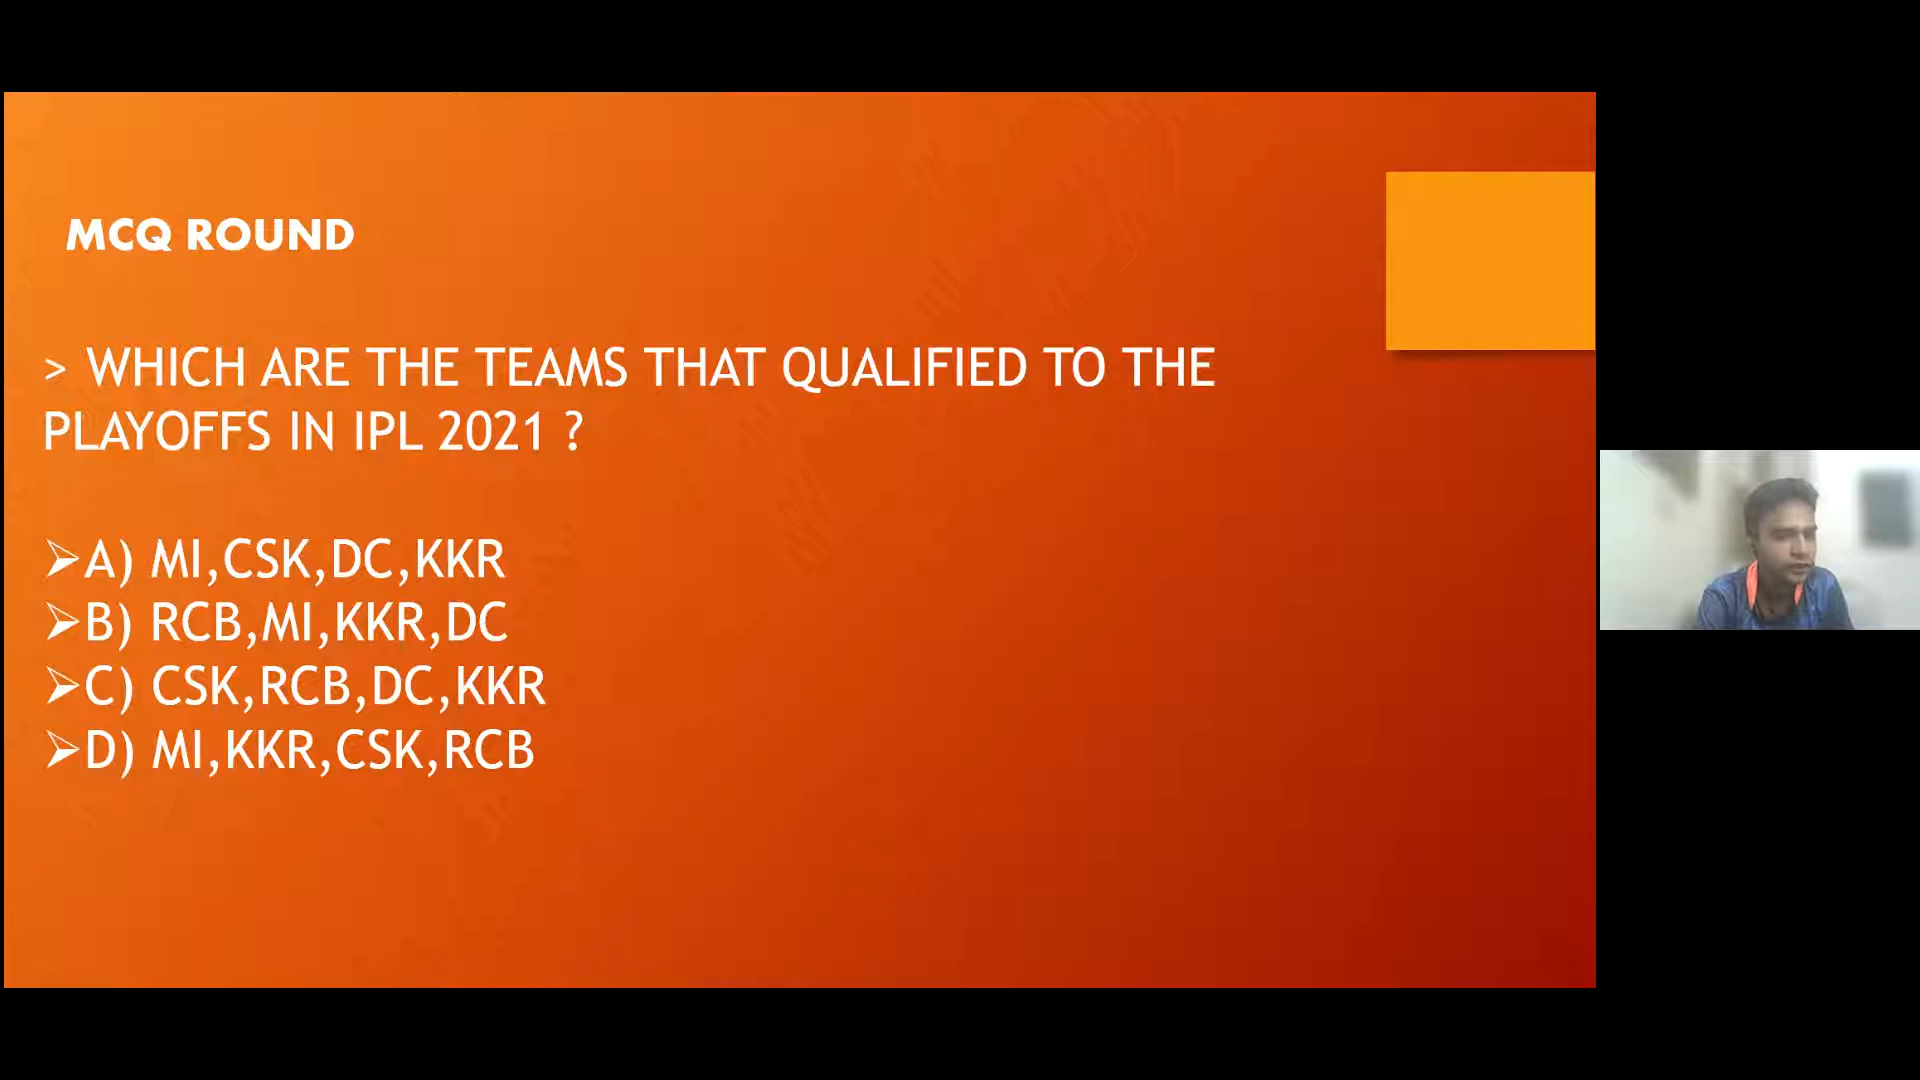 MCQ ROUND
> WHICH ARE THE TEAMS THAT QUALIFIED TO THE
PLAYOFFS IN IPL 2021 ?
➢A) MI,CSK,DC,KKR
➢B) RCB,MI,KKR,DC
➢C) CSK,RCB,DC,KKR
➢D) MI,KKR,CSK,RCB